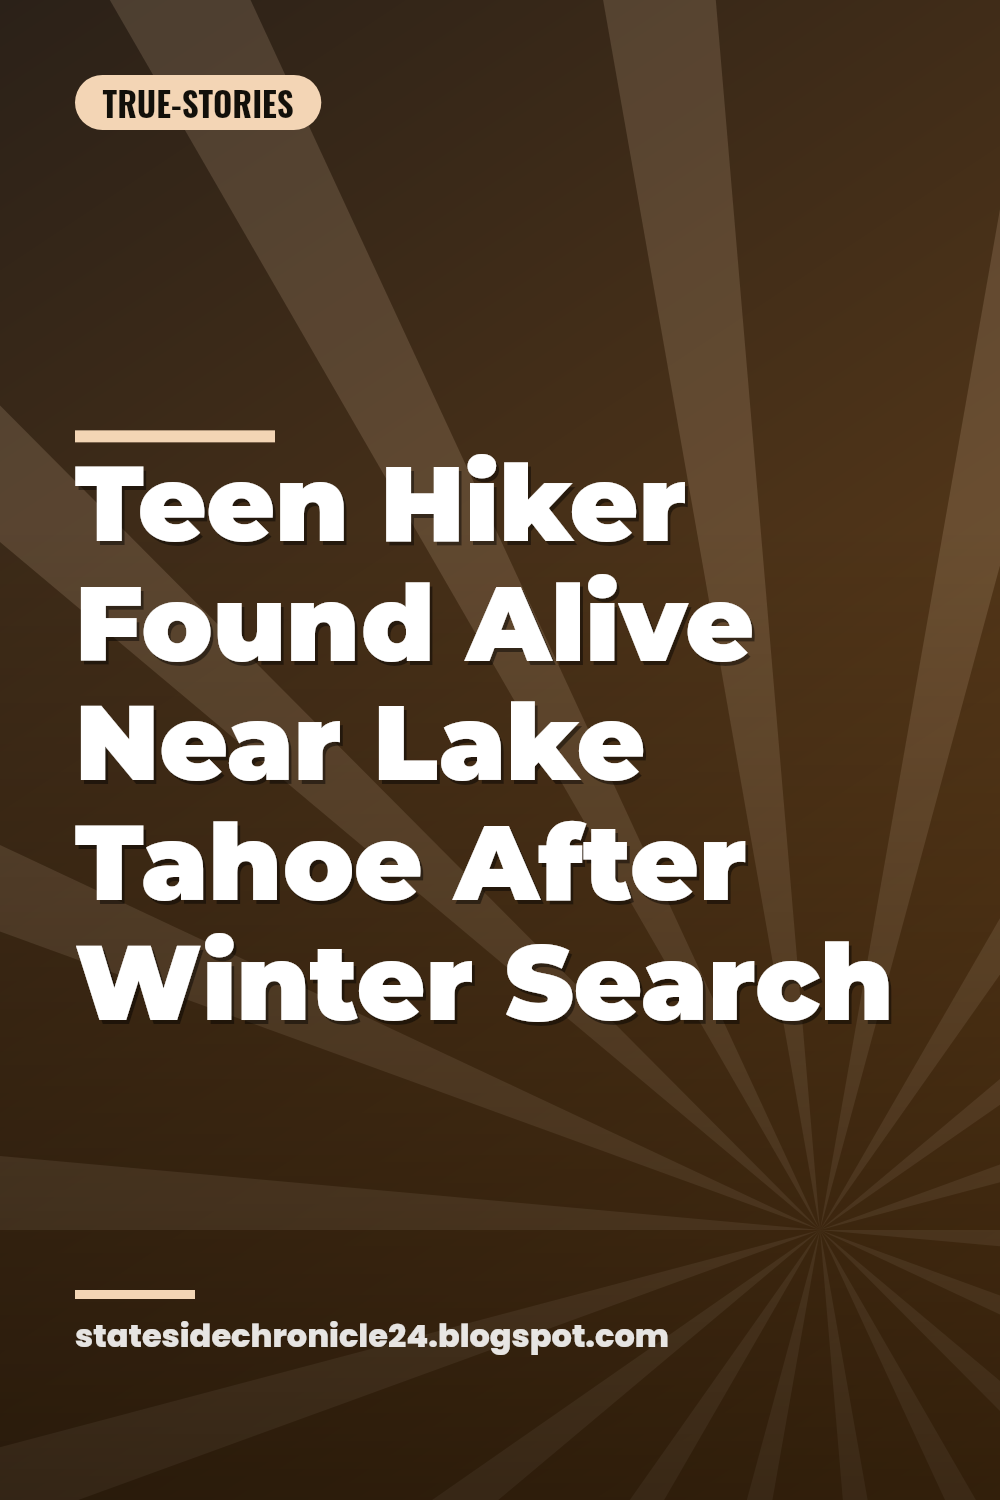 TRUE-STORIES
Teen Hiker
Found Alive
Near Lake
Tahoe After
Winter Search
statesidechronicle24.blogspot.com